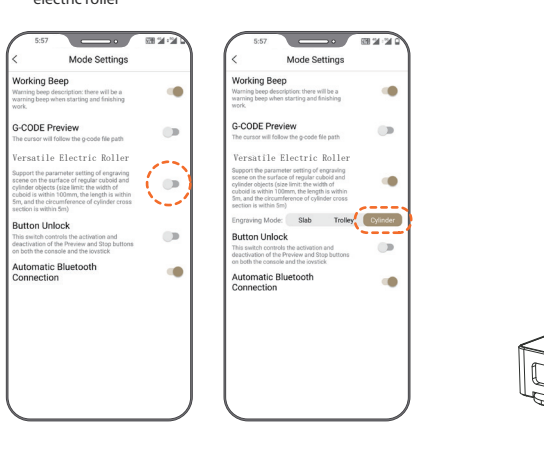 electric roller
5:57
Mode Settings
Working Beep
Warning beep description: there will be a
warning beep when starting and finishing
work.
G-CODE Preview
The cursor will follow the g-code file path
Versatile Electric Roller
Support the parameter setting of engraving
scene on the surface of regular cuboid and
cylinder objects (size limit: the width of
cuboid is within 100mm, the length is within
5m, and the circumference of cylinder cross
section is within 5m)
Button Unlock
This switch controls the activation and
deactivation of the Preview and Stop buttons
on both the console and the joystick
Automatic Bluetooth
Connection
5:57
Mode Settings
Working Beep
Warning beep description: there will be a
warning beep when starting and finishing
work.
G-CODE Preview
The cursor will follow the g-code file path
Versatile Electric Roller
Support the parameter setting of engraving
scene on the surface of regular cuboid and
cylinder objects (size limit: the width of
cuboid is within 100mm, the length is within
5m, and the circumference of cylinder cross
section is within 5m)
Engraving Mode: Slab Trolley Cylinder
Button Unlock
This switch controls the activation and
deactivation of the Preview and Stop buttons
on both the console and the joystick
Automatic Bluetooth
Connection